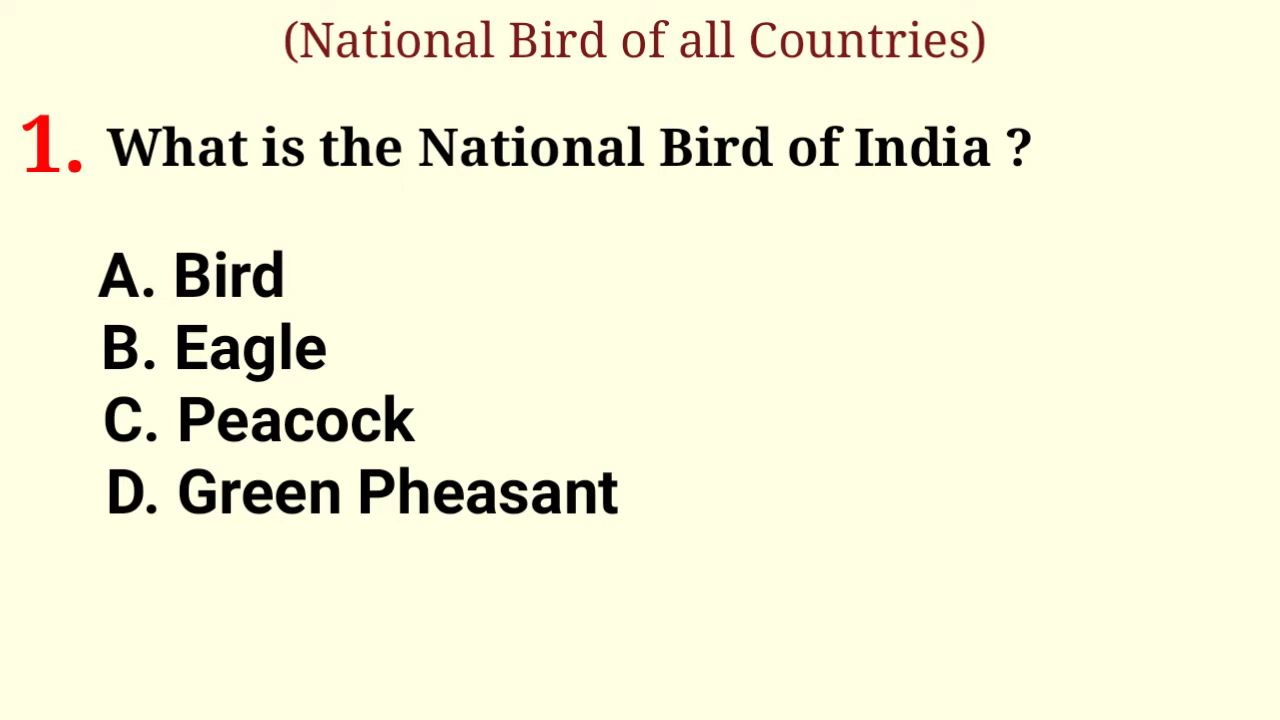 (National Bird of all Countries)
1. What is the National Bird of India ?
A. Bird
B. Eagle
C. Peacock
D. Green Pheasant